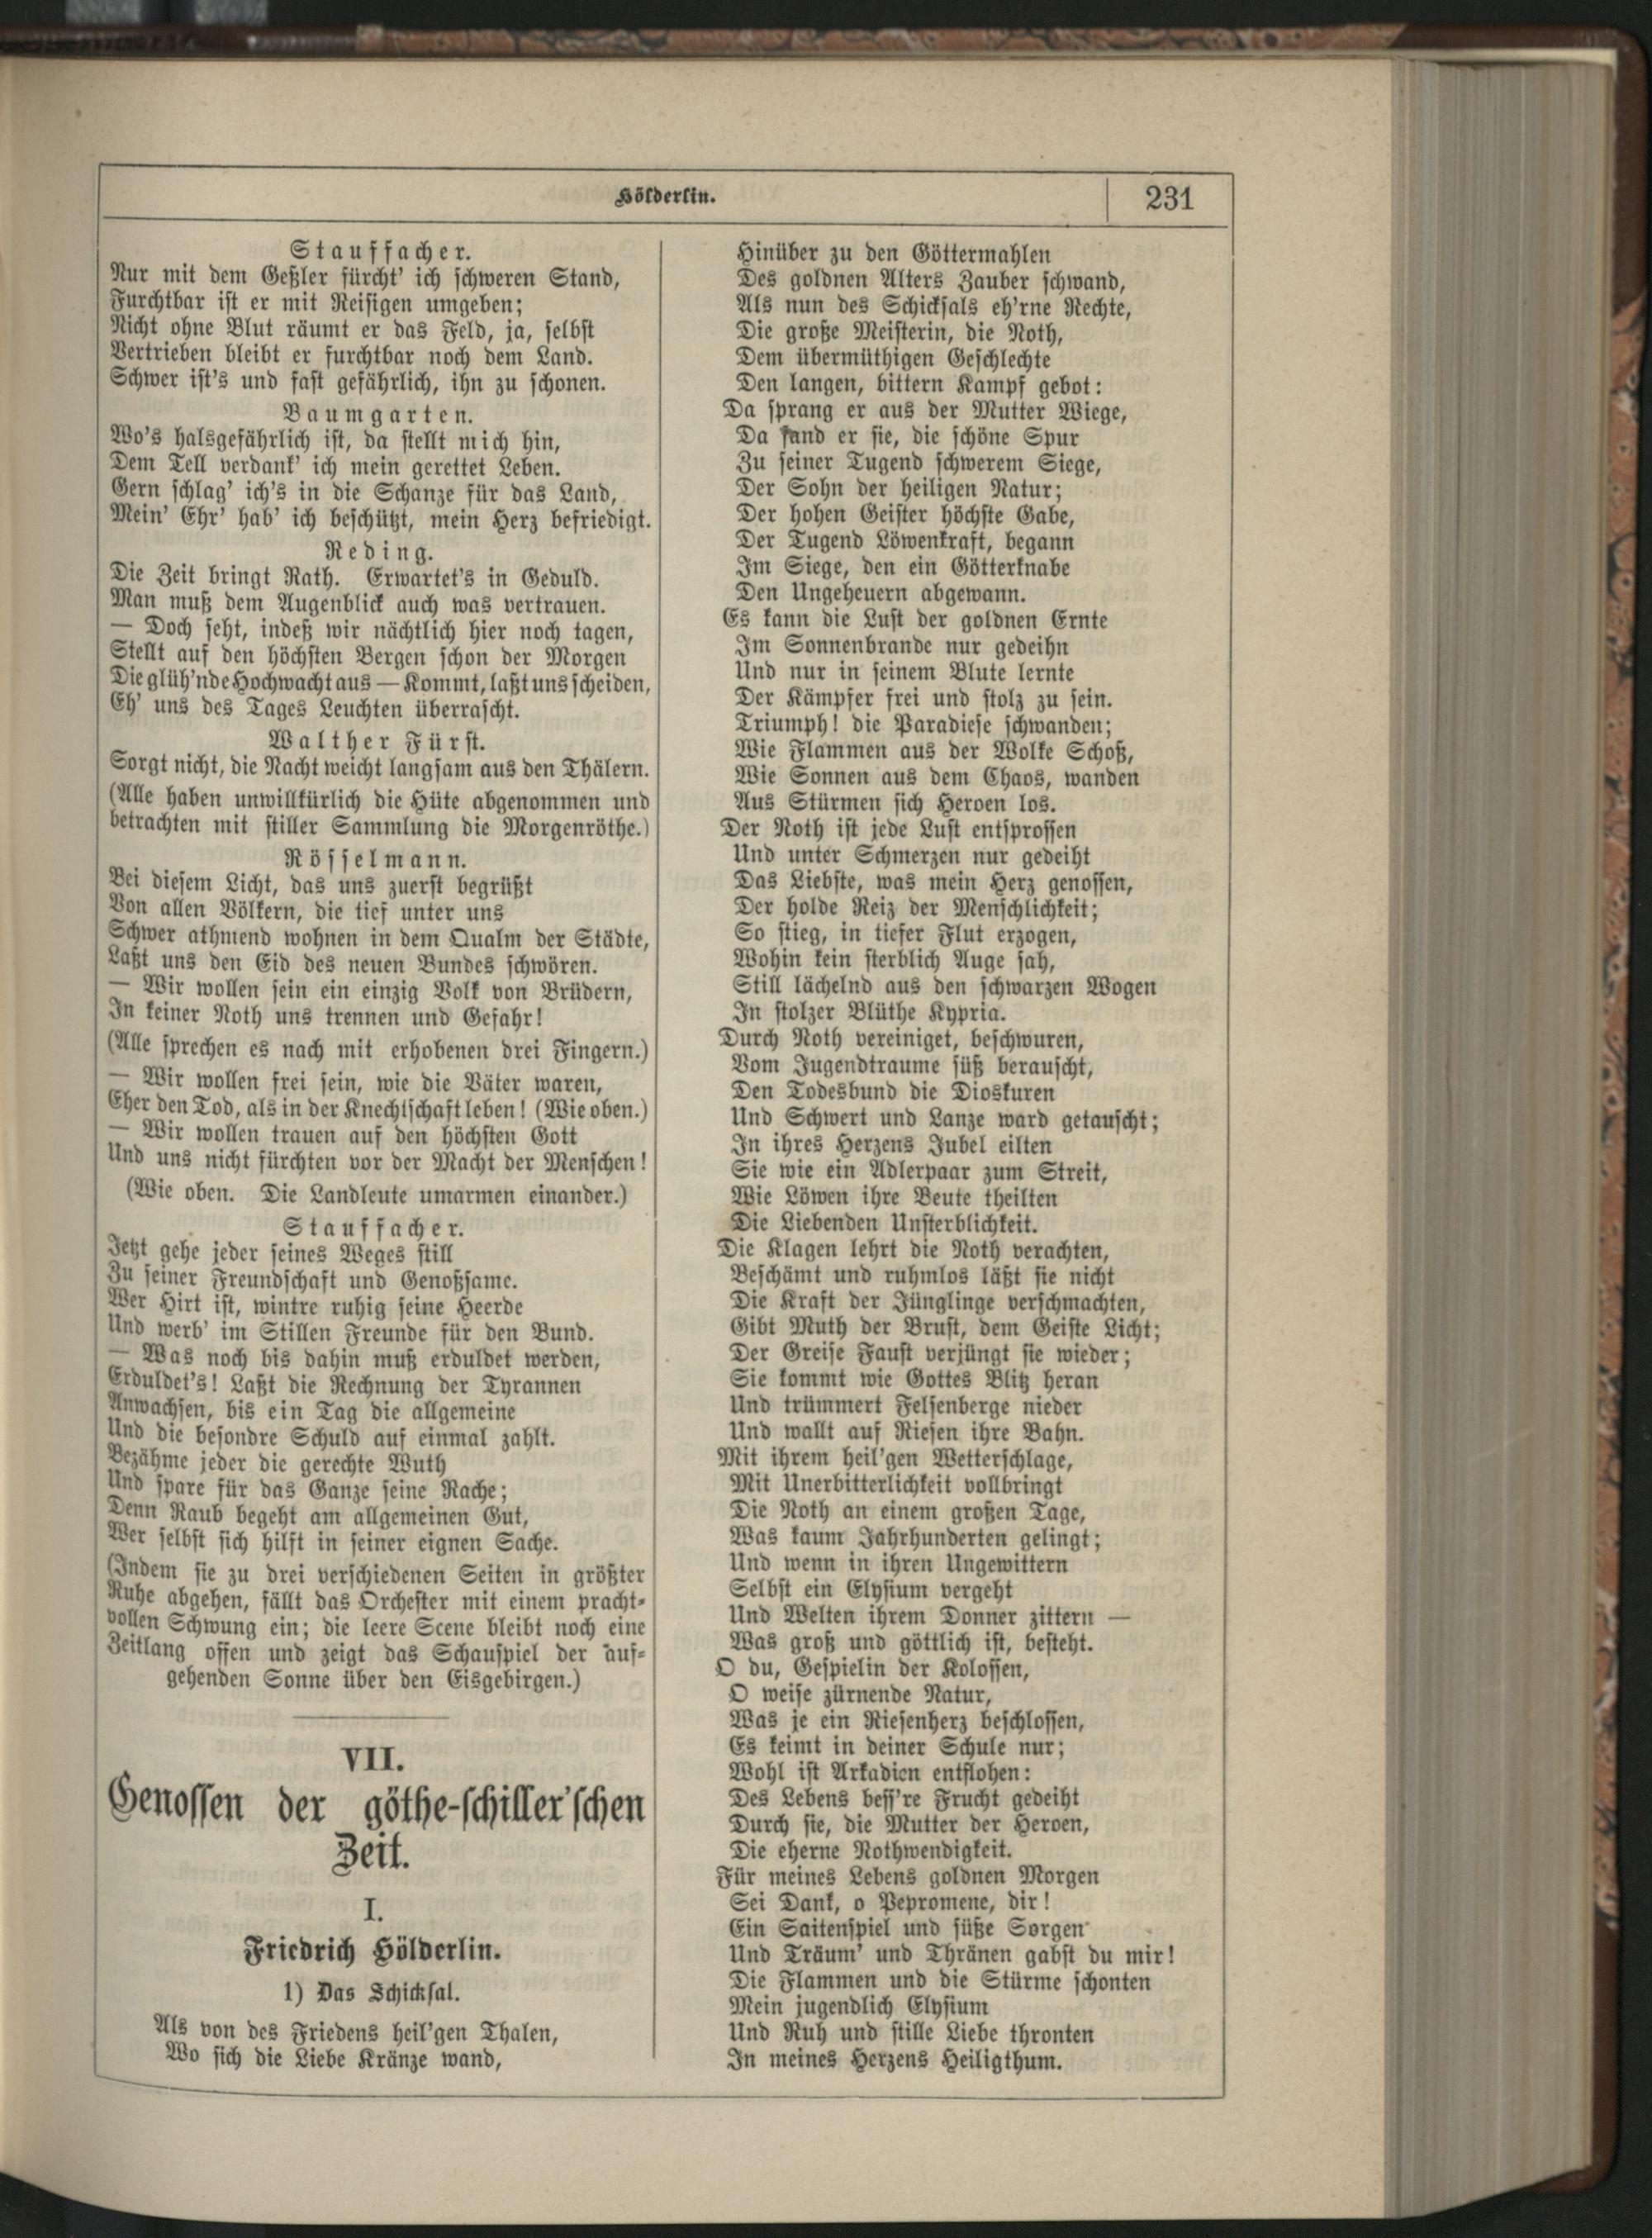 Hölderlin.
231
Stauffacher.
Nur mit dem Geßler fürcht' ich schweren Stand,
Furchtbar ist er mit Reisigen umgeben;
Nicht ohne Blut räumt er das Feld, ja, selbst
Vertrieben bleibt er furchtbar noch dem Land.
Schwer ist's und fast gefährlich, ihn zu schonen.
Baumgarten.
Wo's halsgefährlich ist, da stellt mich hin,
Dem Tell verdank' ich mein gerettet Leben.
Gern schlag' ich's in die Schanze für das Land,
Mein' Ehr' hab' ich beschützt, mein Herz befriedigt.
Reding.
Die Zeit bringt Rath. Erwartet's in Geduld.
Man muß dem Augenblick auch was vertrauen.
— Doch seht, indeß wir nächtlich hier noch tagen,
Stellt auf den höchsten Bergen schon der Morgen
Die glüh'nde Hochwacht aus — Kommt, laßt uns scheiden,
Eh' uns des Tages Leuchten überrascht.
Walther Fürst.
Sorgt nicht, die Nacht weicht langsam aus den Thälern.
(Alle haben unwillkürlich die Hüte abgenommen und
betrachten mit stiller Sammlung die Morgenröthe.)
Rösselmann.
Bei diesem Licht, das uns zuerst begrüßt
Von allen Völkern, die tief unter uns
Schwer athmend wohnen in dem Qualm der Städte,
Laßt uns den Eid des neuen Bundes schwören.
— Wir wollen sein ein einzig Volk von Brüdern,
In keiner Noth uns trennen und Gefahr!
(Alle sprechen es nach mit erhobenen drei Fingern.)
— Wir wollen frei sein, wie die Väter waren,
Eher den Tod, als in der Knechtschaft leben! (Wie oben.)
— Wir wollen trauen auf den höchsten Gott
Und uns nicht fürchten vor der Macht der Menschen!
(Wie oben. Die Landleute umarmen einander.)
Stauffacher.
Jetzt gehe jeder seines Weges still
Zu seiner Freundschaft und Genoßsame.
Wer Hirt ist, wintre ruhig seine Heerde
Und werb' im Stillen Freunde für den Bund.
— Was noch bis dahin muß erduldet werden,
Erduldet's! Laßt die Rechnung der Tyrannen
Anwachsen, bis ein Tag die allgemeine
Und die besondre Schuld auf einmal zahlt.
Bezähme jeder die gerechte Wuth
Und spare für das Ganze seine Rache;
Denn Raub begeht am allgemeinen Gut,
Wer selbst sich hilft in seiner eignen Sache.
(Indem sie zu drei verschiedenen Seiten in größter
Ruhe abgehen, fällt das Orchester mit einem pracht-
vollen Schwung ein; die leere Scene bleibt noch eine
Zeitlang offen und zeigt das Schauspiel der auf-
gehenden Sonne über den Eisgebirgen.)
VII.
Genossen der göthe-schiller'schen
Zeit.
I.
Friedrich Hölderlin.
1) Das Schicksal.
Als von des Friedens heil'gen Thalen,
Wo sich die Liebe Kränze wand,
Hinüber zu den Göttermahlen
Des goldnen Alters Zauber schwand,
Als nun des Schicksals eh'rne Rechte,
Die große Meisterin, die Noth,
Dem übermüthigen Geschlechte
Den langen, bittern Kampf gebot:
Da sprang er aus der Mutter Wiege,
Da fand er sie, die schöne Spur
Zu seiner Tugend schwerem Siege,
Der Sohn der heiligen Natur;
Der hohen Geister höchste Gabe,
Der Tugend Löwenkraft, begann
Im Siege, den ein Götterknabe
Den Ungeheuern abgewann.
Es kann die Lust der goldnen Ernte
Im Sonnenbrande nur gedeihn
Und nur in seinem Blute lernte
Der Kämpfer frei und stolz zu sein.
Triumph! die Paradiese schwanden;
Wie Flammen aus der Wolke Schoß,
Wie Sonnen aus dem Chaos, wanden
Aus Stürmen sich Heroen los.
Der Noth ist jede Lust entsprossen
Und unter Schmerzen nur gedeiht
Das Liebste, was mein Herz genossen,
Der holde Reiz der Menschlichkeit;
So stieg, in tiefer Flut erzogen,
Wohin kein sterblich Auge sah,
Still lächelnd aus den schwarzen Wogen
In stolzer Blüthe Kypria.
Durch Noth vereiniget, beschwuren,
Vom Jugendtraume süß berauscht,
Den Todesbund die Dioskuren
Und Schwert und Lanze ward getauscht;
In ihres Herzens Jubel eilten
Sie wie ein Adlerpaar zum Streit,
Wie Löwen ihre Beute theilten
Die Liebenden Unsterblichkeit.
Die Klagen lehrt die Noth verachten,
Beschämt und ruhmlos läßt sie nicht
Die Kraft der Jünglinge verschmachten,
Gibt Muth der Brust, dem Geiste Licht;
Der Greise Faust verjüngt sie wieder;
Sie kommt wie Gottes Blitz heran
Und trümmert Felsenberge nieder
Und wallt auf Riesen ihre Bahn.
Mit ihrem heil'gen Wetterschlage,
Mit Unerbitterlichkeit vollbringt
Die Noth an einem großen Tage,
Was kaum Jahrhunderten gelingt;
Und wenn in ihren Ungewittern
Selbst ein Elysium vergeht
Und Welten ihrem Donner zittern —
Was groß und göttlich ist, besteht.
O du, Gespielin der Kolossen,
O weise zürnende Natur,
Was je ein Riesenherz beschlossen,
Es keimt in deiner Schule nur;
Wohl ist Arkadien entflohen:
Des Lebens bess're Frucht gedeiht
Durch sie, die Mutter der Heroen,
Die eherne Nothwendigkeit.
Für meines Lebens goldnen Morgen
Sei Dank, o Pepromene, dir!
Ein Saitenspiel und süße Sorgen
Und Träum' und Thränen gabst du mir!
Die Flammen und die Stürme schonten
Mein jugendlich Elysium
Und Ruh und stille Liebe thronten
In meines Herzens Heiligthum.